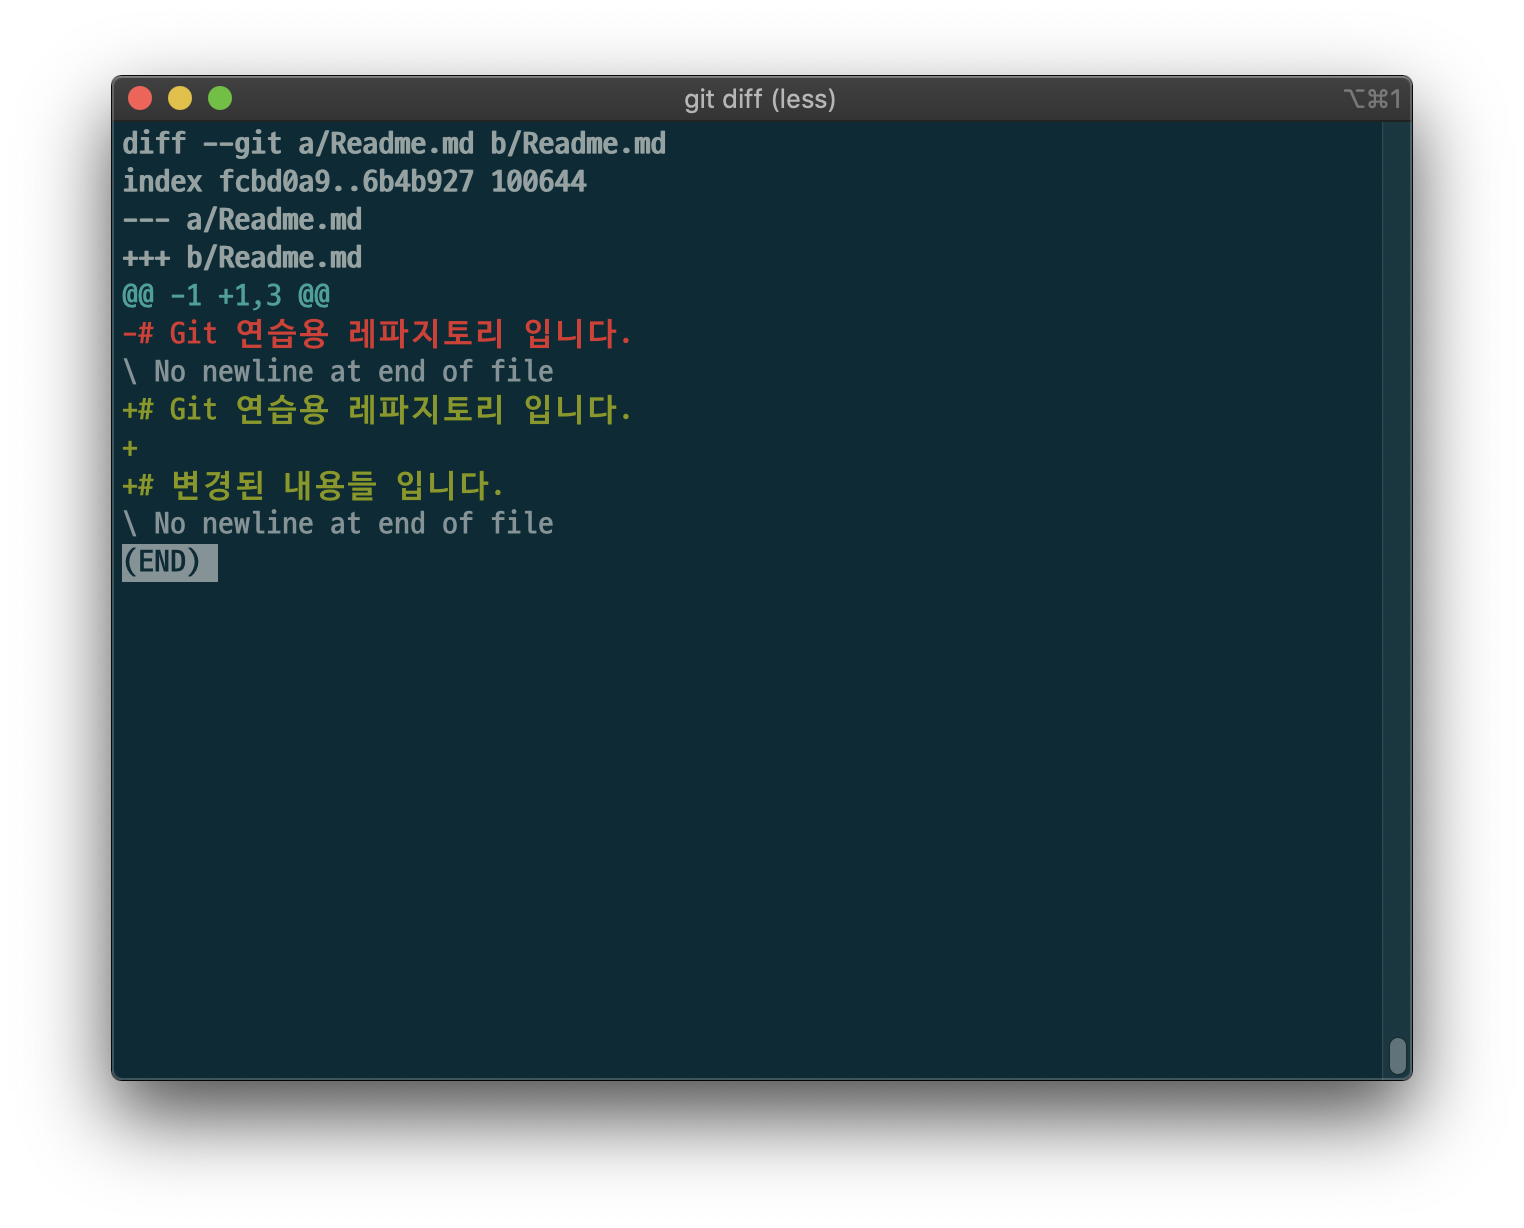 git diff (less)
⌥⌘1
diff --git a/Readme.md b/Readme.md
index fcbd0a9..6b4b927 100644
--- a/Readme.md
+++ b/Readme.md
@@ -1 +1,3 @@
-# Git 연습용 레파지토리 입니다.
\ No newline at end of file
+# Git 연습용 레파지토리 입니다.
+
+# 변경된 내용들 입니다.
\ No newline at end of file
(END)